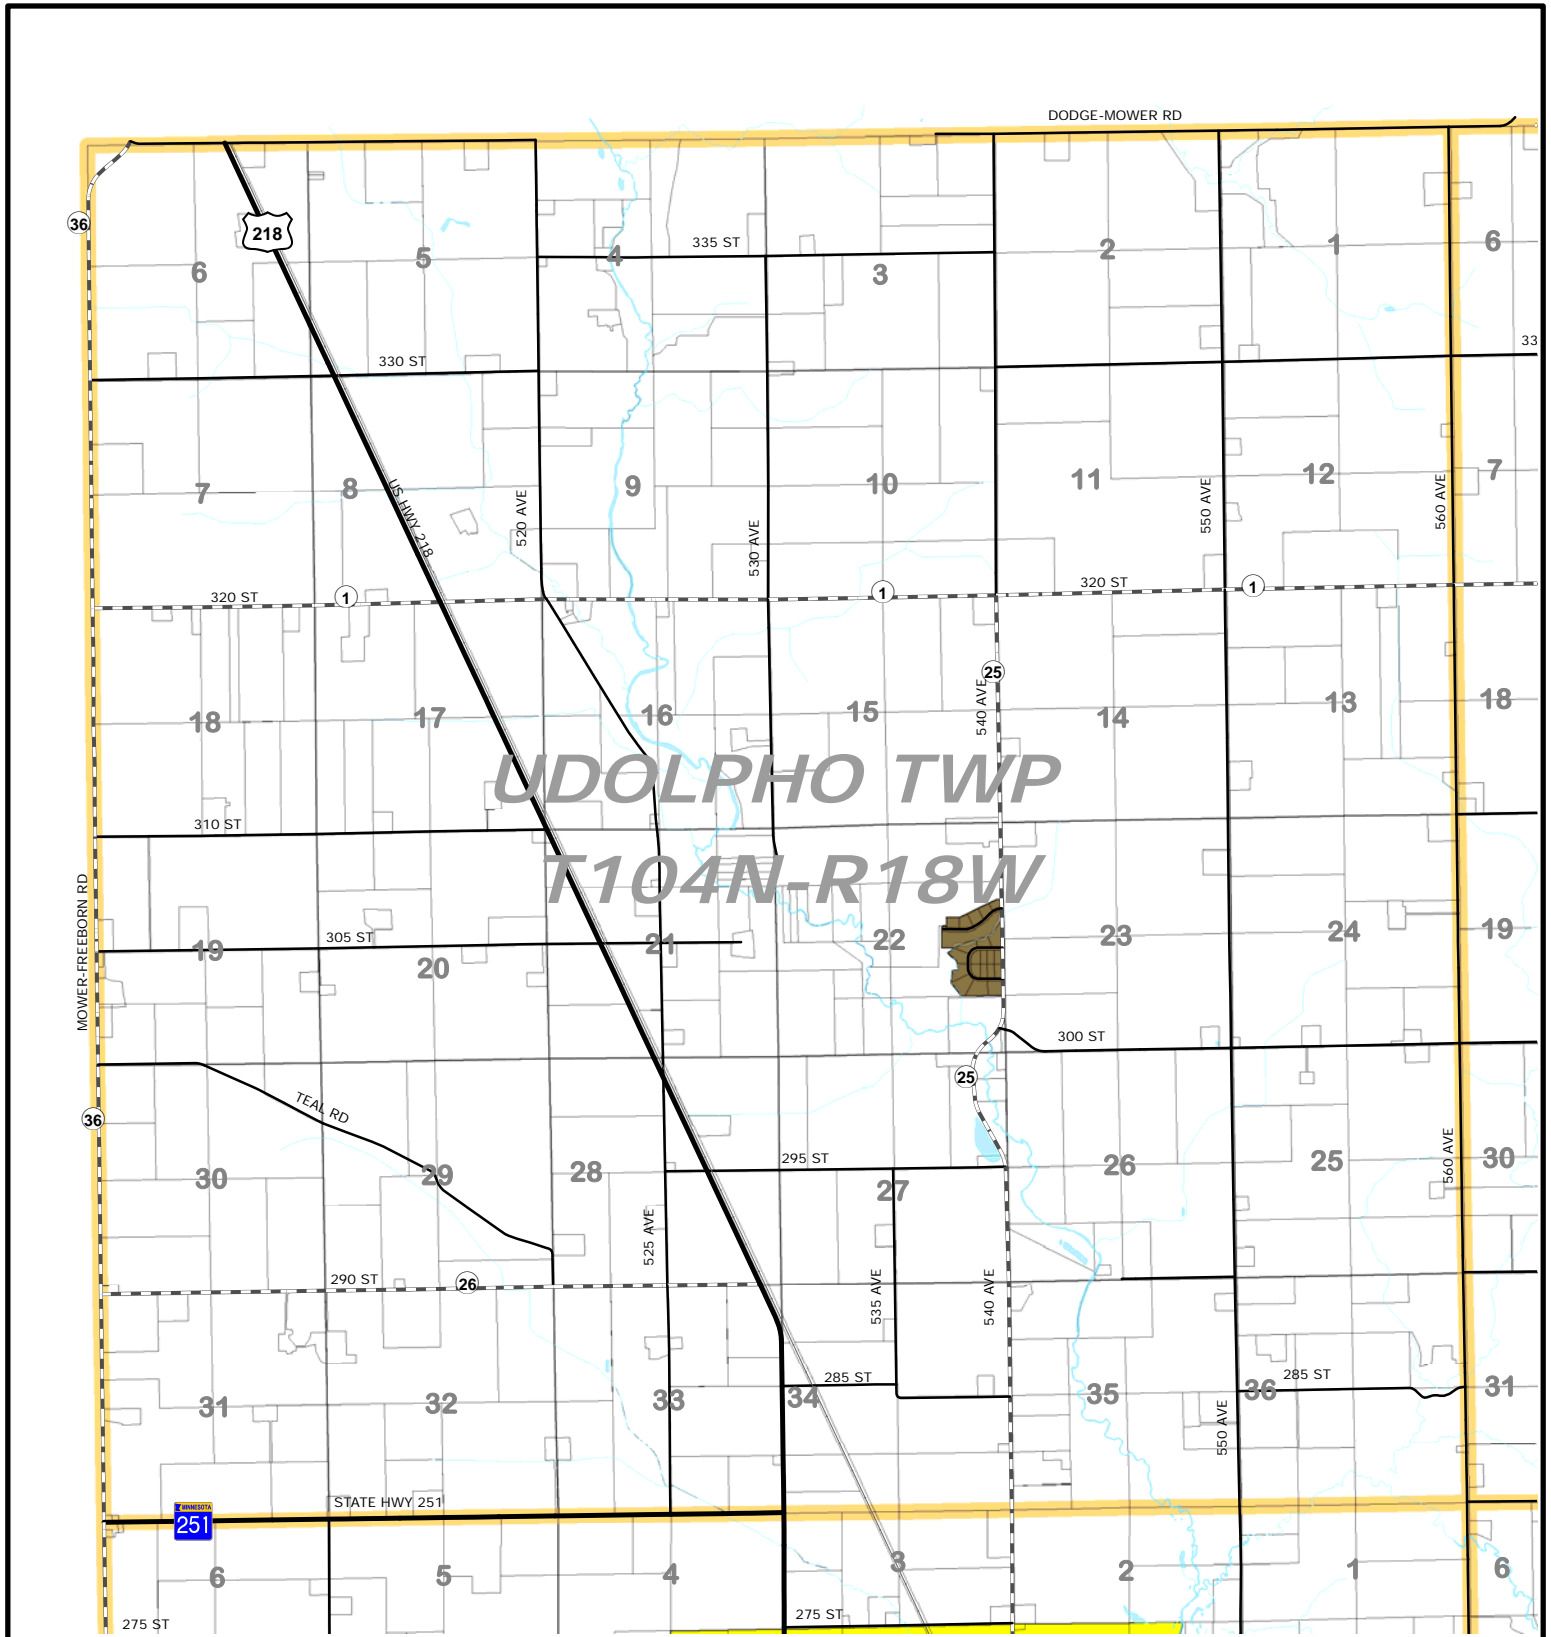 DODGE-MOWER RD
36
218
335 ST
6
5
4
3
2
1
6
330 ST
33
7
8
9
10
11
12
7
US HWY 218
520 AVE
530 AVE
550 AVE
560 AVE
320 ST
1
1
320 ST
1
25
540 AVE
18
17
16
15
14
13
18
UDOLPHO TWP
310 ST
T104N-R18W
MOWER-FREEBORN RD
305 ST
19
20
21
22
23
24
19
300 ST
25
36
TEAL RD
295 ST
30
29
28
27
26
25
30
560 AVE
525 AVE
290 ST
26
535 AVE
540 AVE
285 ST
285 ST
31
32
33
34
35
36
31
550 AVE
STATE HWY 251
MINNESOTA
251
6
5
4
3
2
1
6
275 ST
275 ST